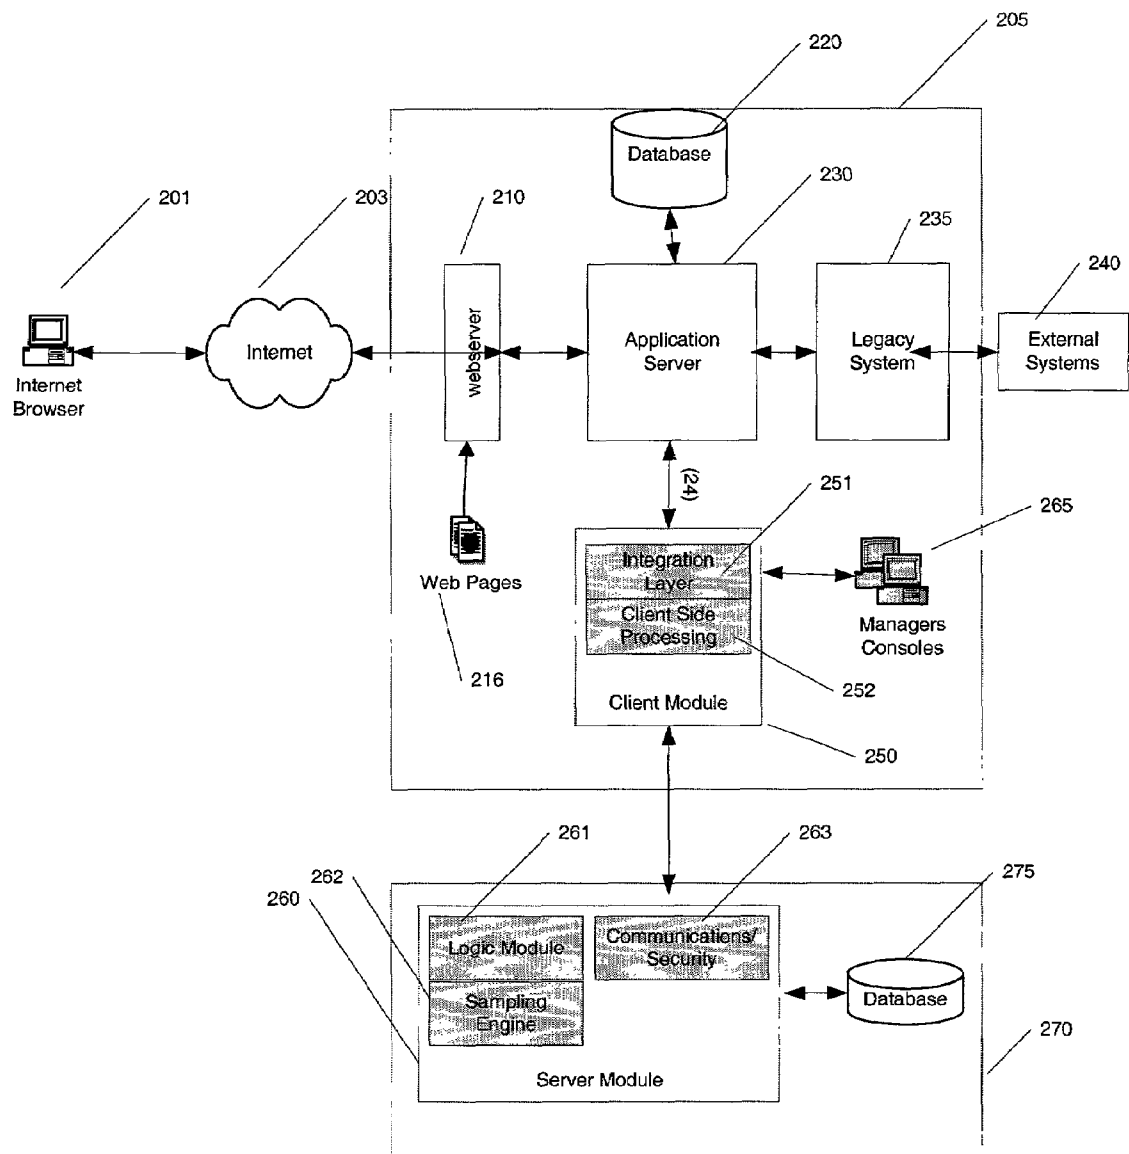 205
220
Database
201
203
210
230
235
240
Internet
Browser
Internet
webserver
Application
Server
Legacy
System
External
Systems
(24)
251
265
Web Pages
216
Integration
Layer
Client Side
Processing
252
Client Module
250
Managers
Consoles
261
263
262
260
275
Logic Module
Communications/
Security
Sampling
Engine
Database
270
Server Module